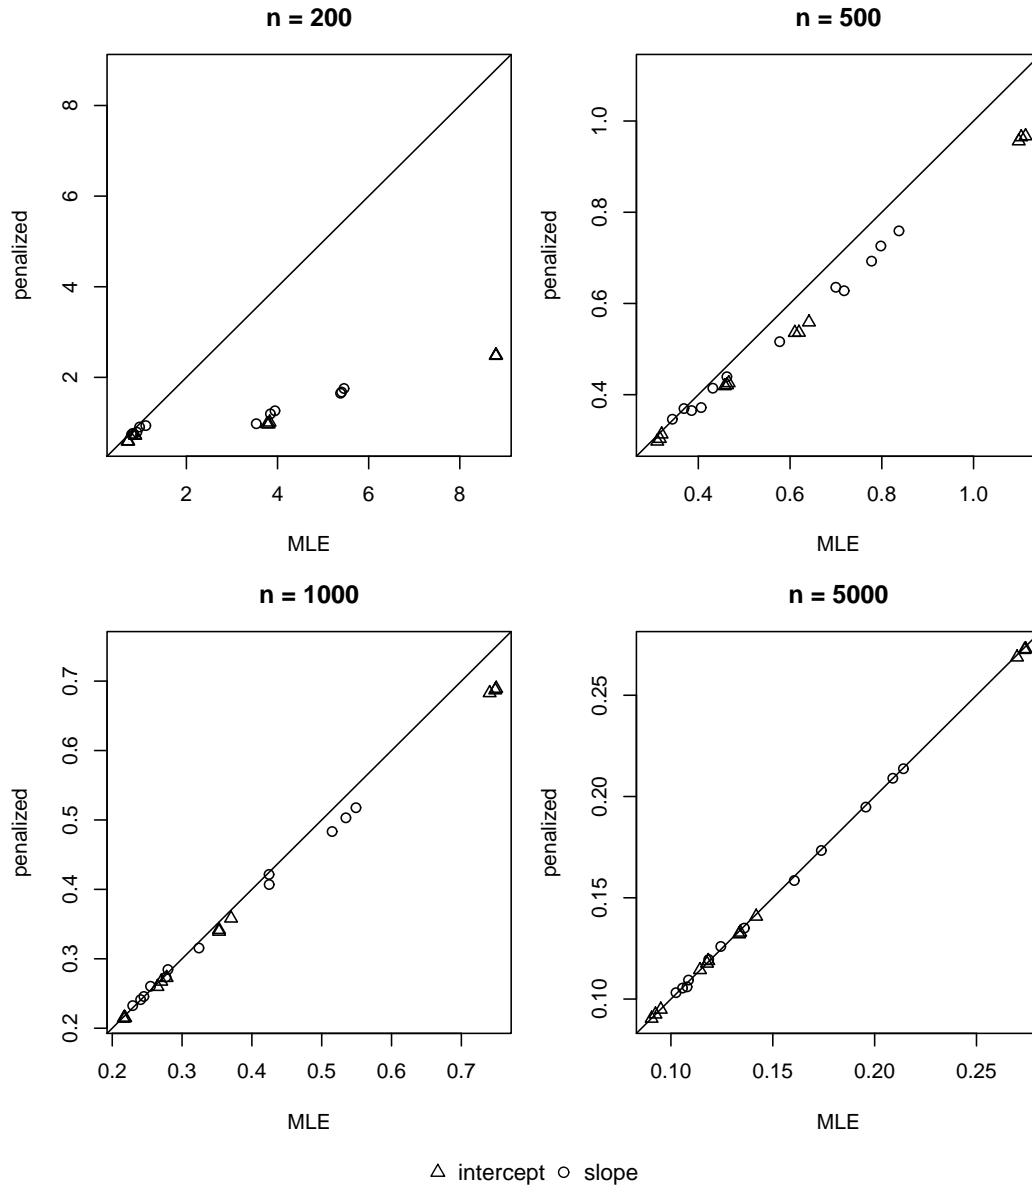 n = 200
penalized
8
6
4
2
2 4 6 8
MLE
n = 500
penalized
1.0
0.8
0.6
0.4
0.4 0.6 0.8 1.0
MLE
n = 1000
penalized
0.7
0.6
0.5
0.4
0.3
0.2
0.2 0.3 0.4 0.5 0.6 0.7
MLE
n = 5000
penalized
0.25
0.20
0.15
0.10
0.10 0.15 0.20 0.25
MLE
intercept slope